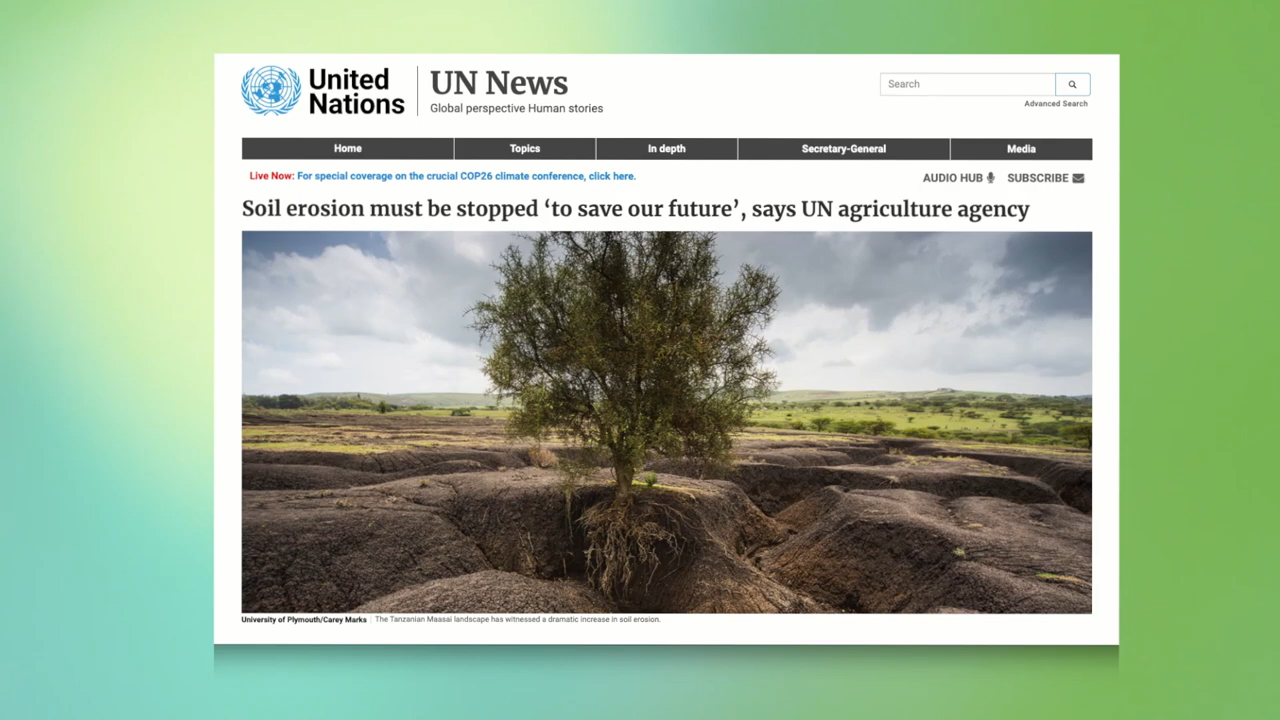 United
Nations
UN News
Global perspective Human stories
Search
Advanced Search
Home
Topics
In depth
Secretary-General
Media
Live Now: For special coverage on the crucial COP26 climate conference, click here.
AUDIO HUB
SUBSCRIBE
Soil erosion must be stopped ‘to save our future’, says UN agriculture agency
University of Plymouth/Carey Marks | The Tanzanian Maasai landscape has witnessed a dramatic increase in soil erosion.